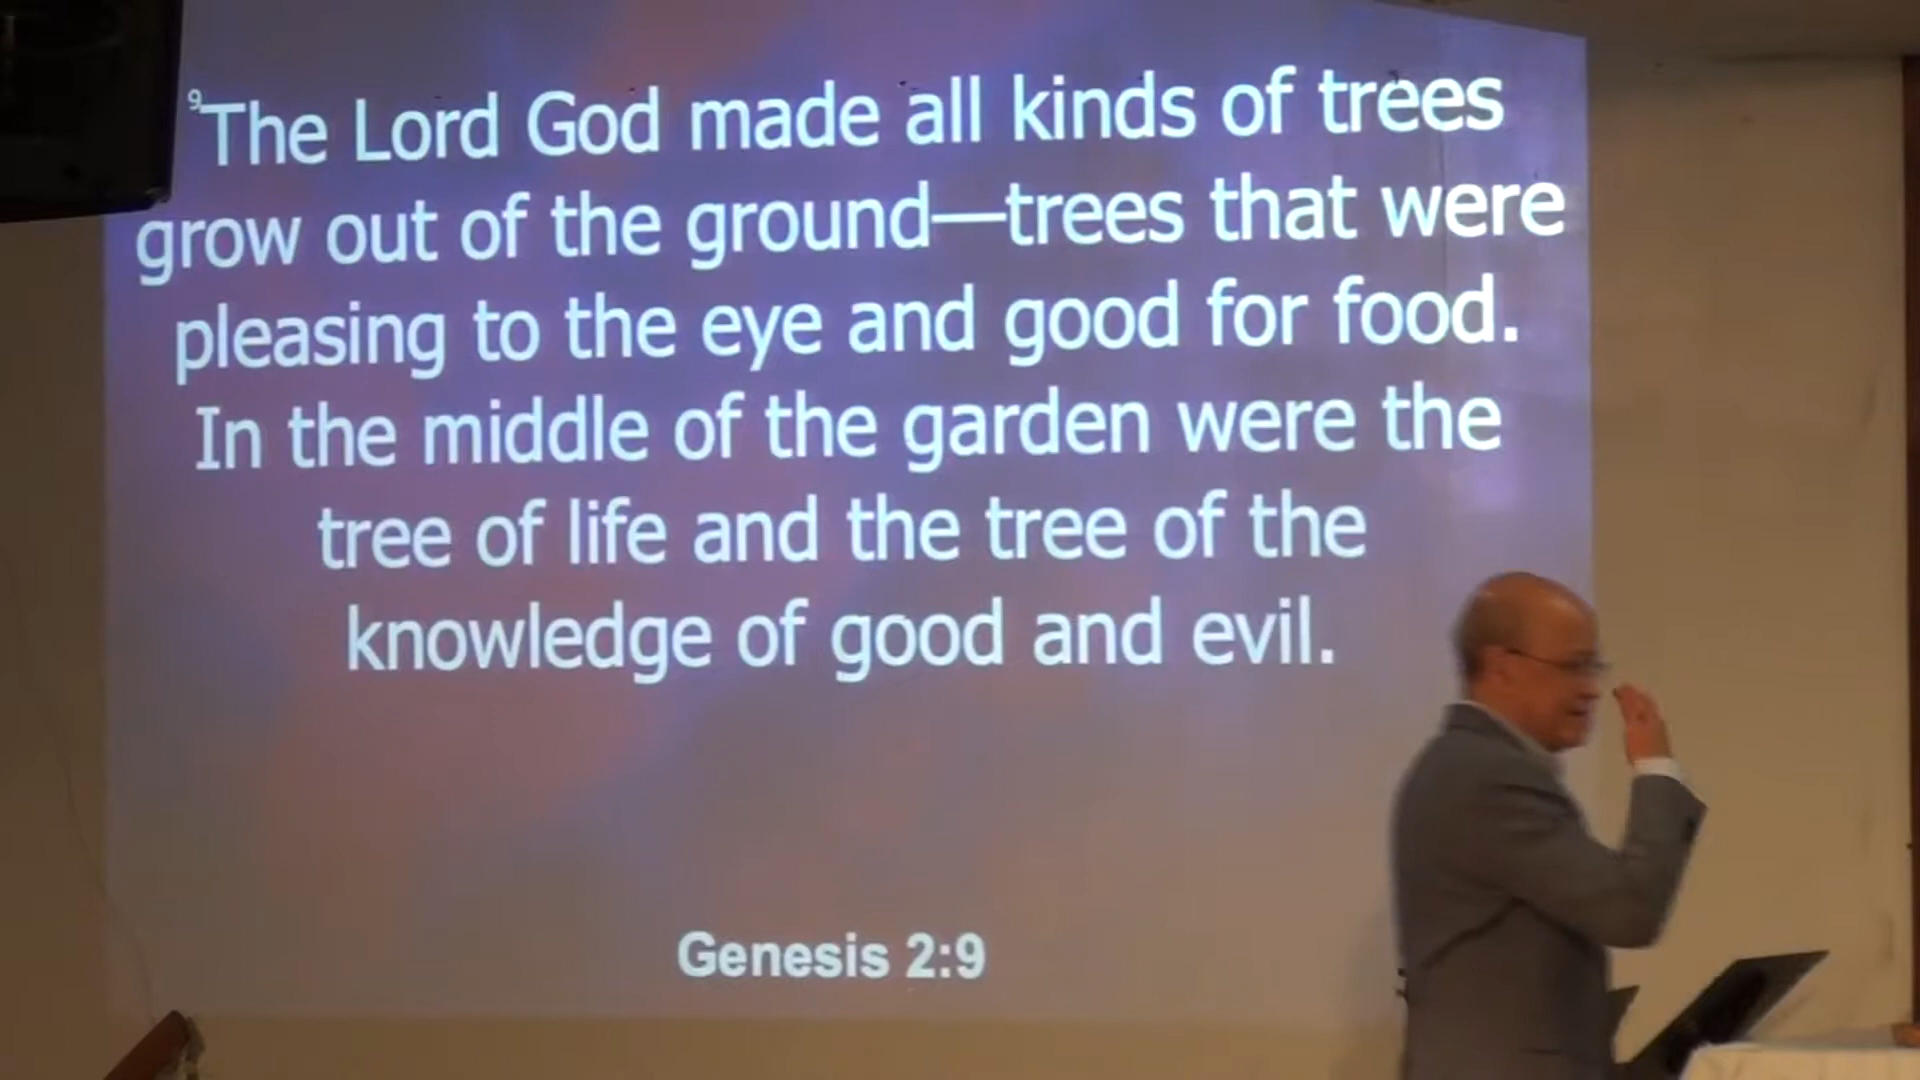 9The Lord God made all kinds of trees
grow out of the ground—trees that were
pleasing to the eye and good for food.
In the middle of the garden were the
tree of life and the tree of the
knowledge of good and evil.
Genesis 2:9